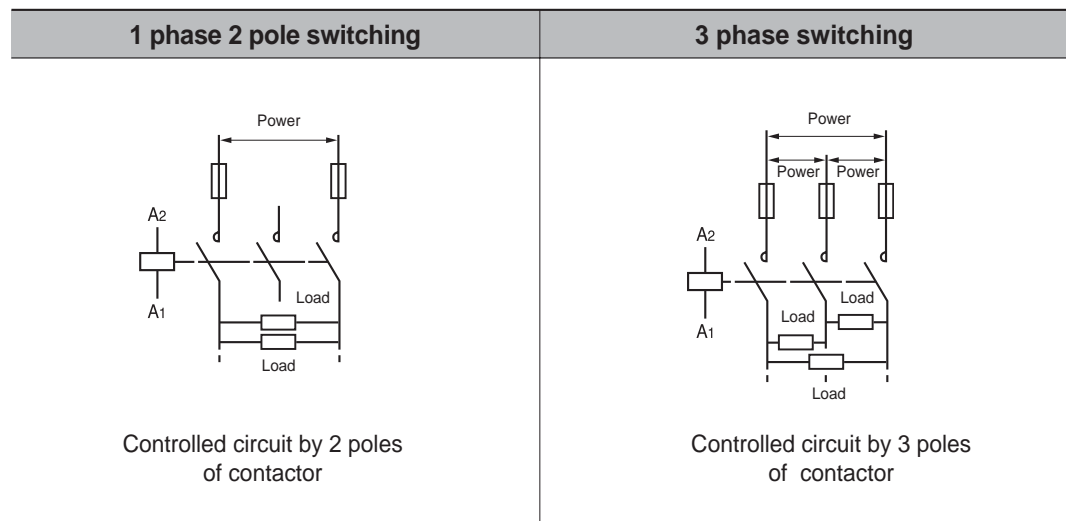 1 phase 2 pole switching
3 phase switching
Power
A2
A1
Load
Load
Controlled circuit by 2 poles
of contactor
Power
Power Power
A2
A1
Load
Load
Load
Controlled circuit by 3 poles
of contactor